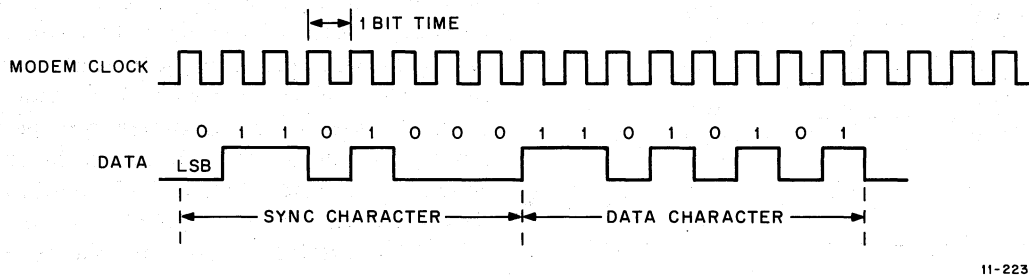 1 BIT TIME
MODEM CLOCK
0 1 1 0 1 0 0 0 1 1 0 1 0 1 0 1
DATA LSB
SYNC CHARACTER DATA CHARACTER
11-223